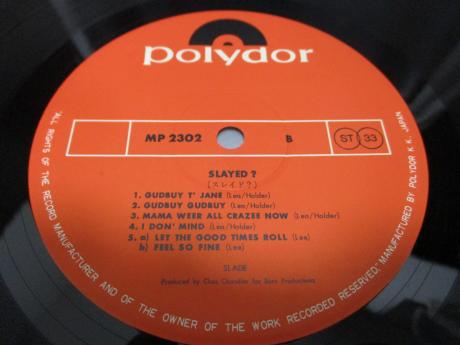 polydor
MP 2302 B ST 33
SLAYED ?
(スレイド?)
1. GUDBUY T' JANE (Lea/Holder)
2. GUDBUY GUDBUY (Lea/Holder)
3. MAMA WEER ALL CRAZEE NOW (Lea/Holder)
4. I DON' MIND (Lea/Holder)
5. a) LET THE GOOD TIMES ROLL (Lee)
b) FEEL SO FINE (Lee)
SLADE
Produced by Chas Chandler for Barn Productions
"ALL RIGHTS OF THE RECORD MANUFACTURER AND OF THE OWNER OF THE WORK RECORDED RESERVED." MANUFACTURED BY POLYDOR K.K. JAPAN